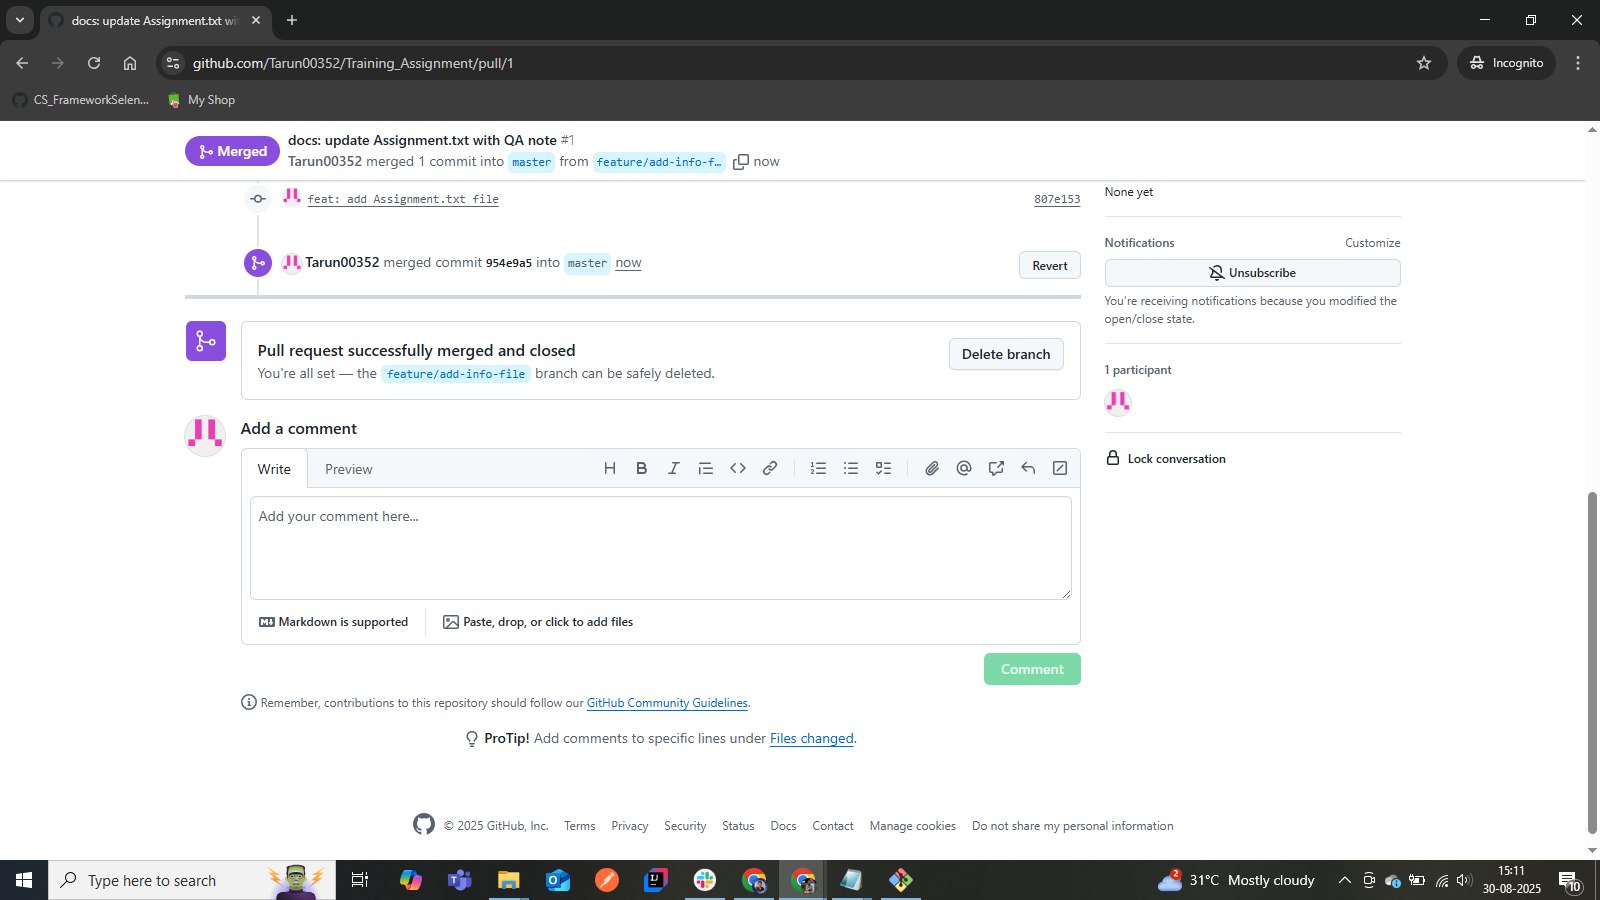 docs: update Assignment.txt wit
github.com/Tarun00352/Training_Assignment/pull/1
Incognito
CS_FrameworkSelen...
My Shop
Merged
docs: update Assignment.txt with QA note #1
Tarun00352 merged 1 commit into master from feature/add-info-f… now
feat: add Assignment.txt file
807e153
None yet
Tarun00352 merged commit 954e9a5 into master now
Revert
Notifications
Customize
Unsubscribe
You're receiving notifications because you modified the
open/close state.
Pull request successfully merged and closed
You're all set — the feature/add-info-file branch can be safely deleted.
Delete branch
1 participant
Add a comment
Lock conversation
Write
Preview
Add your comment here...
Markdown is supported
Paste, drop, or click to add files
Comment
Remember, contributions to this repository should follow our GitHub Community Guidelines.
ProTip! Add comments to specific lines under Files changed.
© 2025 GitHub, Inc.
Terms
Privacy
Security
Status
Docs
Contact
Manage cookies
Do not share my personal information
Type here to search
2
31°C Mostly cloudy
15:11
30-08-2025
10